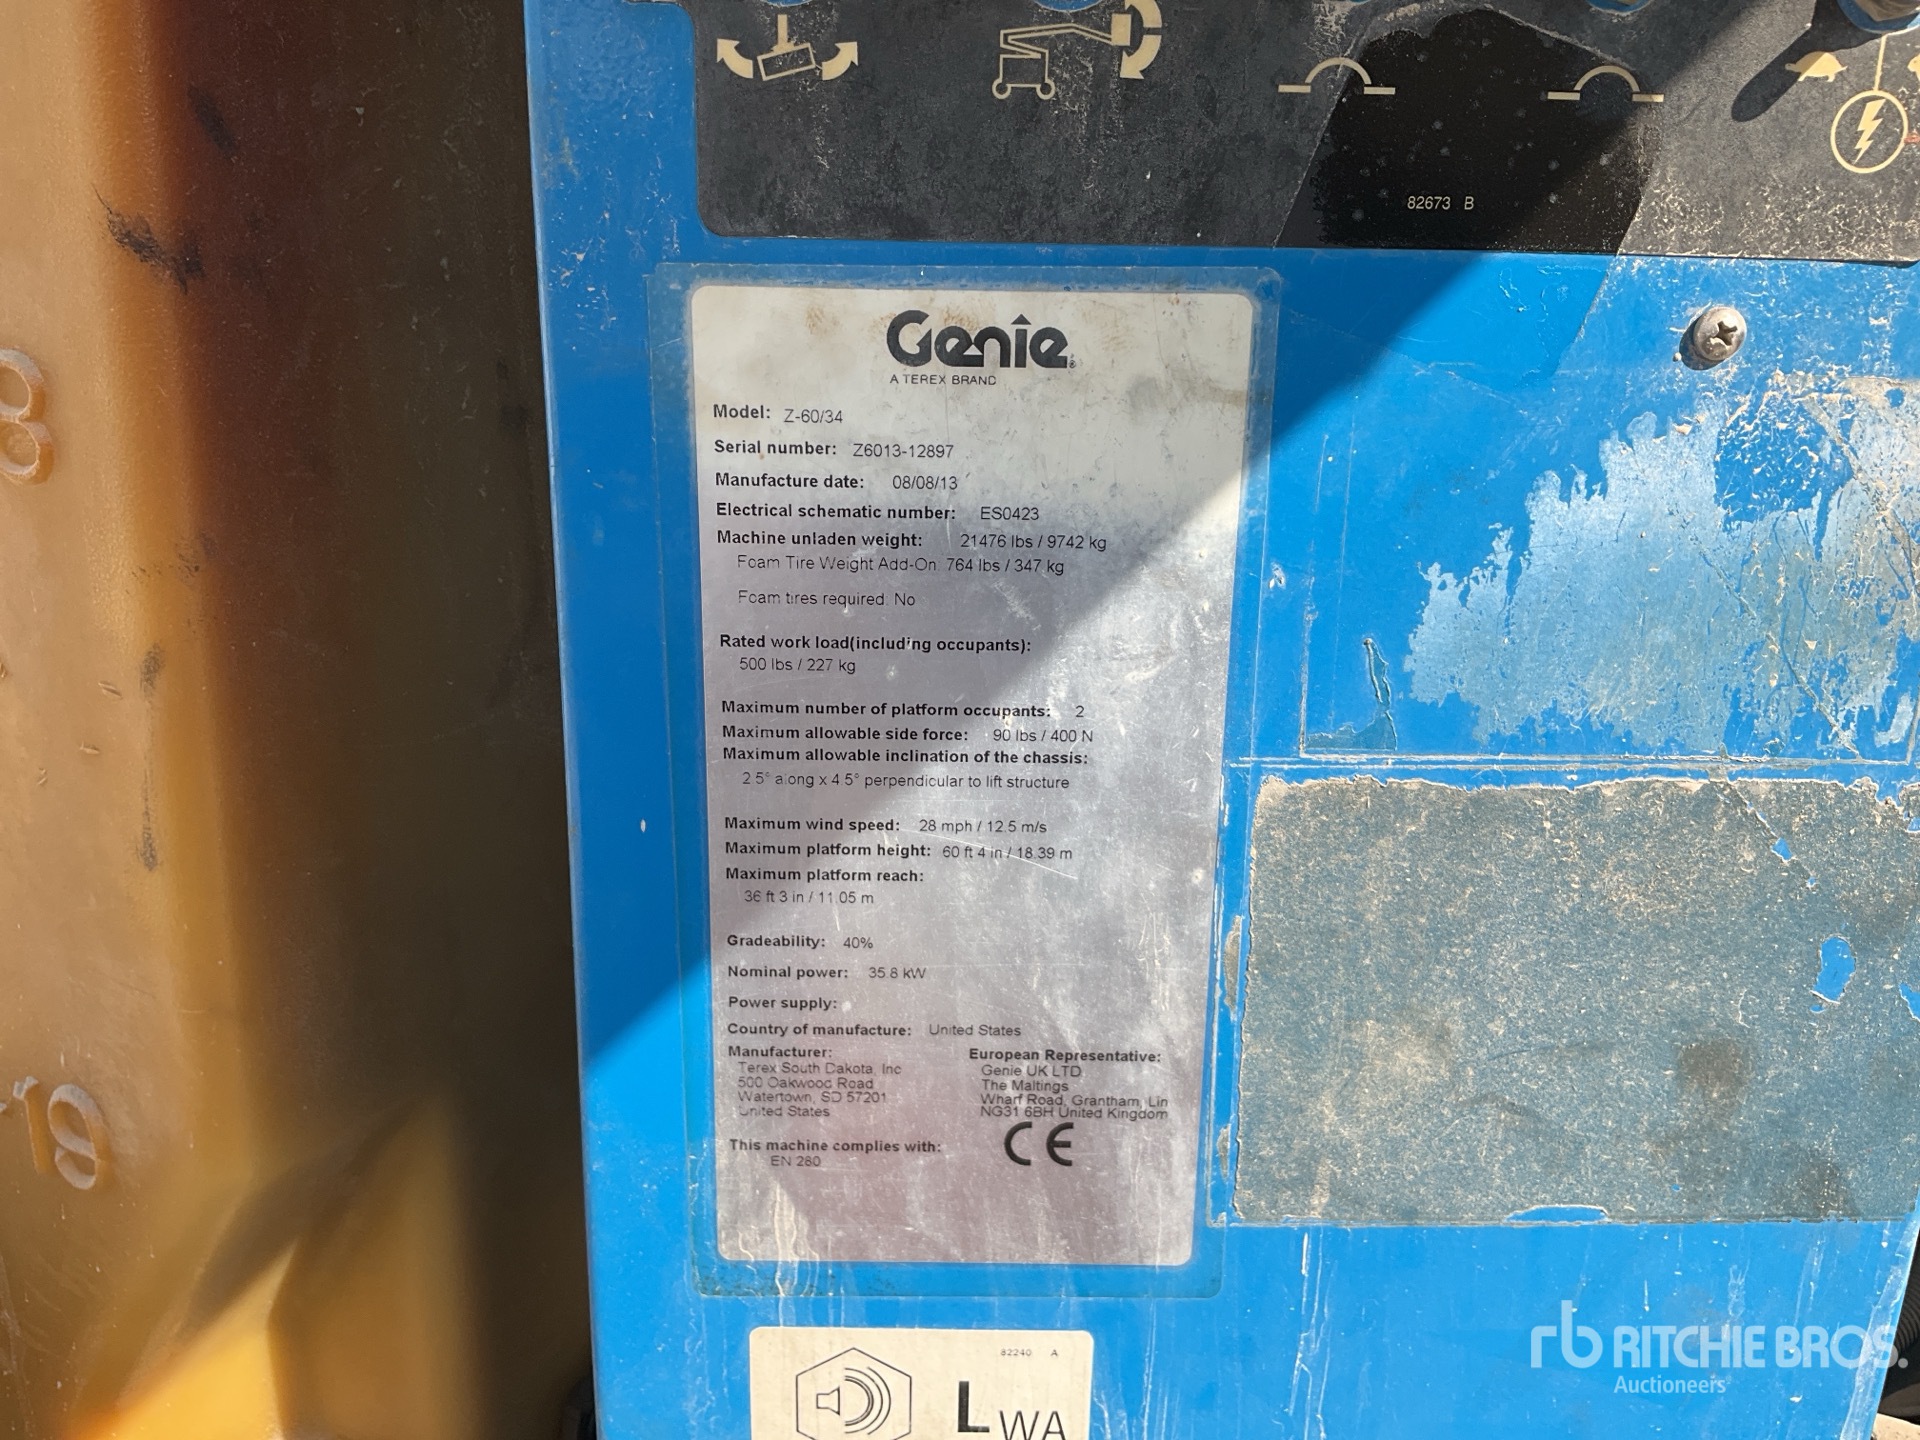 82673 B
Genie
A TEREX BRAND
Model: Z-60/34
Serial number: Z6013-12897
Manufacture date: 08/08/13
Electrical schematic number: ES0423
Machine unladen weight: 21476 lbs / 9742 kg
Foam Tire Weight Add-On: 764 lbs / 347 kg
Foam tires required: No
Rated work load(including occupants):
500 lbs / 227 kg
Maximum number of platform occupants: 2
Maximum allowable side force: 90 lbs / 400 N
Maximum allowable inclination of the chassis:
2.5° along x 4.5° perpendicular to lift structure
Maximum wind speed: 28 mph / 12.5 m/s
Maximum platform height: 60 ft 4 in / 18.39 m
Maximum platform reach:
36 ft 3 in / 11.05 m
Gradeability: 40%
Nominal power: 35.8 kW
Power supply:
Country of manufacture: United States
Manufacturer:
Terex South Dakota, Inc
500 Oakwood Road
Watertown, SD 57201
United States
European Representative:
Genie UK LTD.
The Maltings
Wharf Road, Grantham, Lin
NG31 6BH United Kingdom
This machine complies with:
EN 280
CE
82240 A
LWA
8
19
rb RITCHIE BROS.
Auctioneers